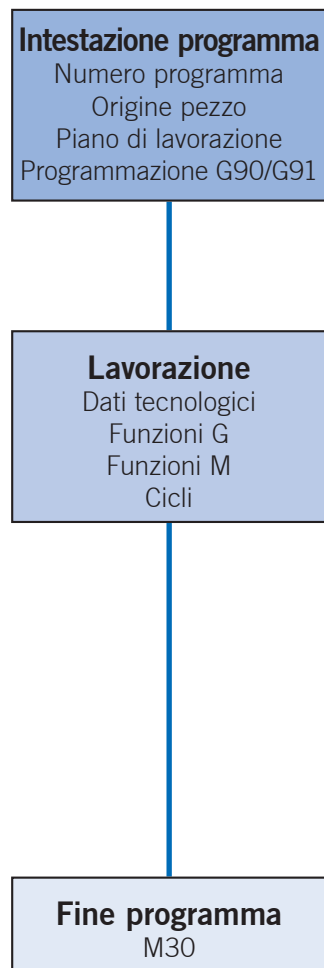 Intestazione programma
Numero programma
Origine pezzo
Piano di lavorazione
Programmazione G90/G91
Lavorazione
Dati tecnologici
Funzioni G
Funzioni M
Cicli
Fine programma
M30